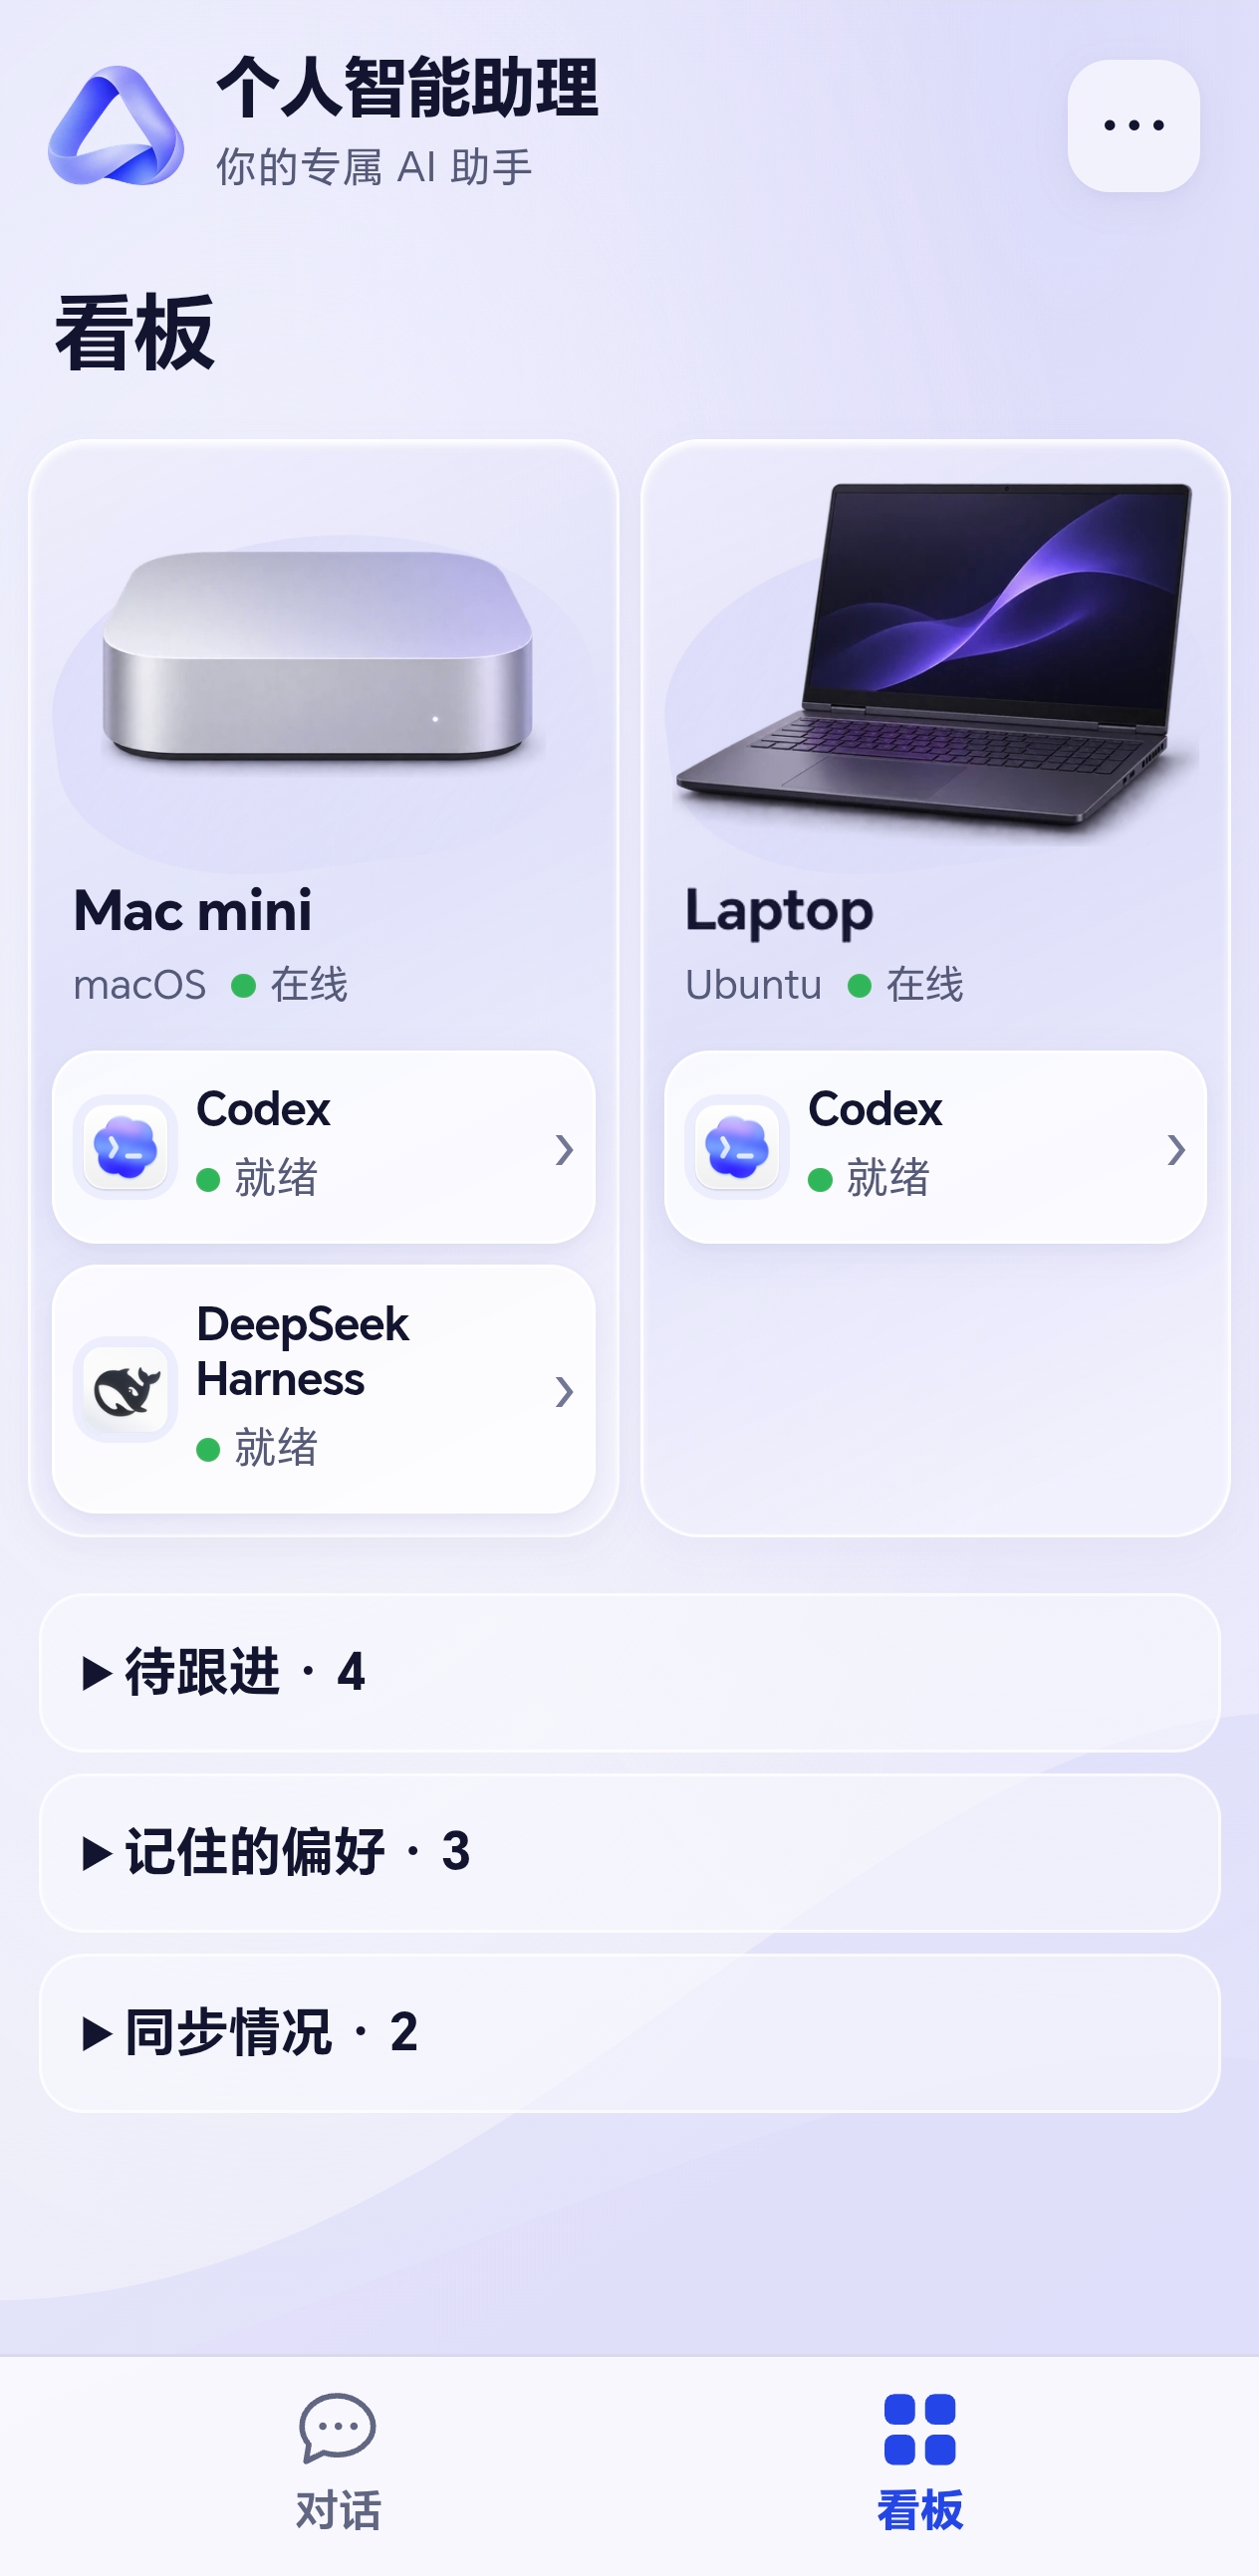 个人智能助理
你的专属 AI 助手
看板
Mac mini
macOS 在线
Codex
就绪
DeepSeek
Harness
就绪
Laptop
Ubuntu 在线
Codex
就绪
待跟进 · 4
记住的偏好 · 3
同步情况 · 2
对话
看板